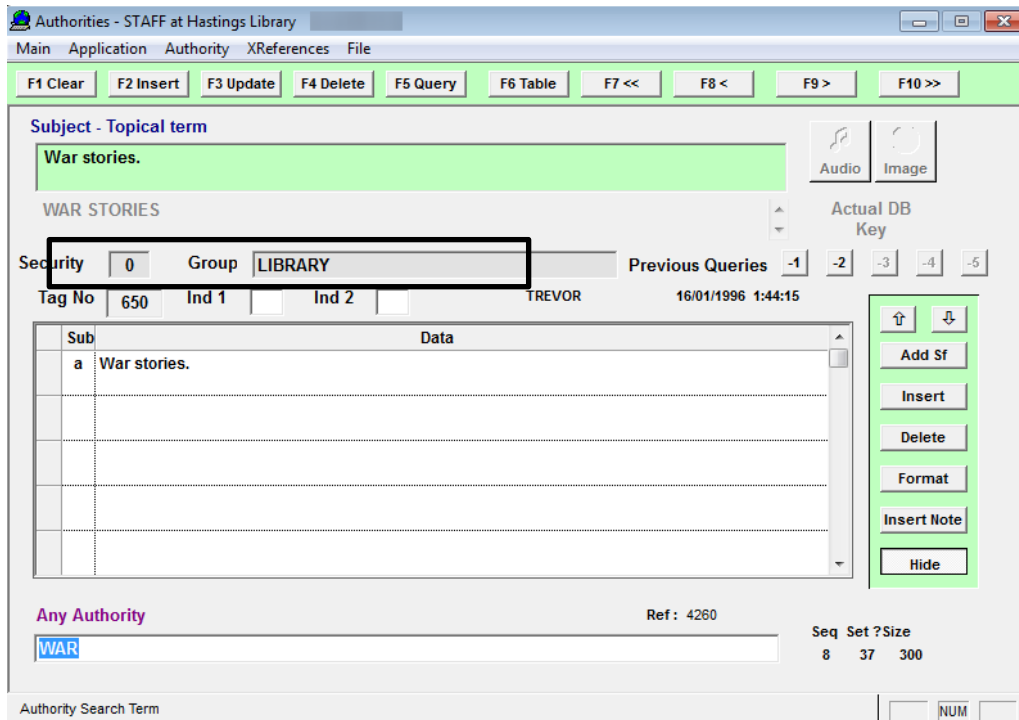 Authorities - STAFF at Hastings Library
Main Application Authority XReferences File
F1 Clear F2 Insert F3 Update F4 Delete F5 Query F6 Table F7 << F8 < F9 > F10 >>
Subject - Topical term
War stories.
Audio Image
WAR STORIES
Actual DB
Key
Security 0 Group LIBRARY Previous Queries -1 -2 -3 -4 -5
Tag No 650 Ind 1 Ind 2 TREVOR 16/01/1996 1:44:15
Sub Data
a War stories.
Add Sf
Insert
Delete
Format
Insert Note
Hide
Any Authority Ref : 4260
WAR
Seq Set ?Size
8 37 300
Authority Search Term NUM